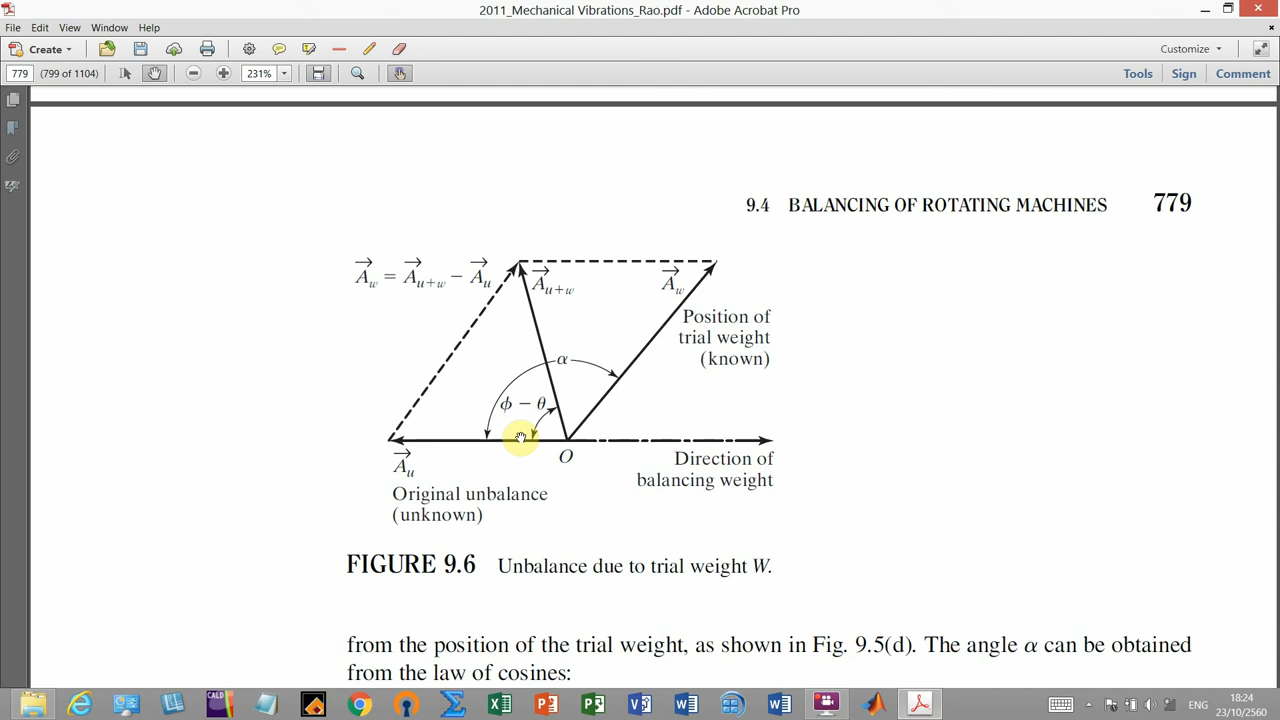 2011_Mechanical Vibrations_Rao.pdf - Adobe Acrobat Pro
File Edit View Window Help
Create
Customize
779 (799 of 1104)
231%
Tools Sign Comment
9.4 BALANCING OF ROTATING MACHINES 779
A⃗w = A⃗u+w − A⃗u
A⃗u+w
A⃗w
Position of
trial weight
(known)
α
ϕ − θ
O
A⃗u
Direction of
balancing weight
Original unbalance
(unknown)
FIGURE 9.6 Unbalance due to trial weight W.
from the position of the trial weight, as shown in Fig. 9.5(d). The angle α can be obtained
from the law of cosines:
CALD
ENG
18:24
23/10/2560